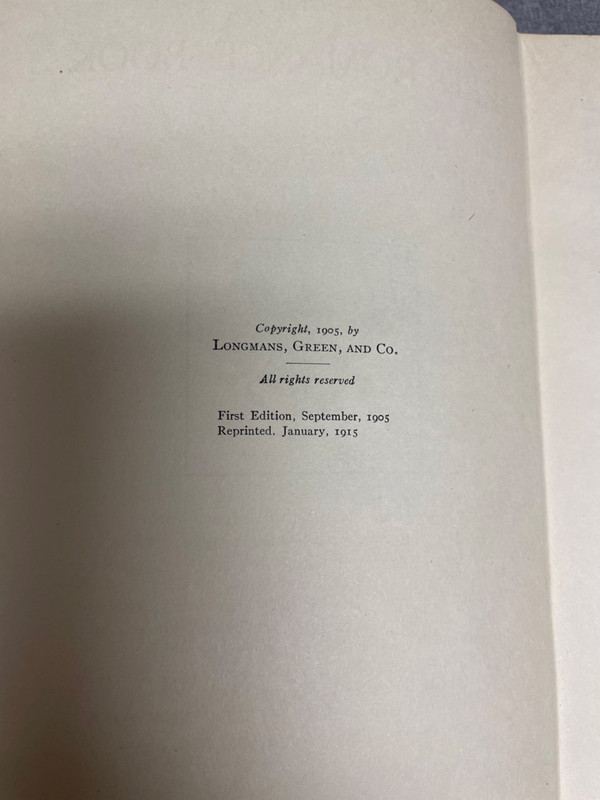 Copyright, 1905, by
LONGMANS, GREEN, AND CO.
All rights reserved
First Edition, September, 1905
Reprinted. January, 1915